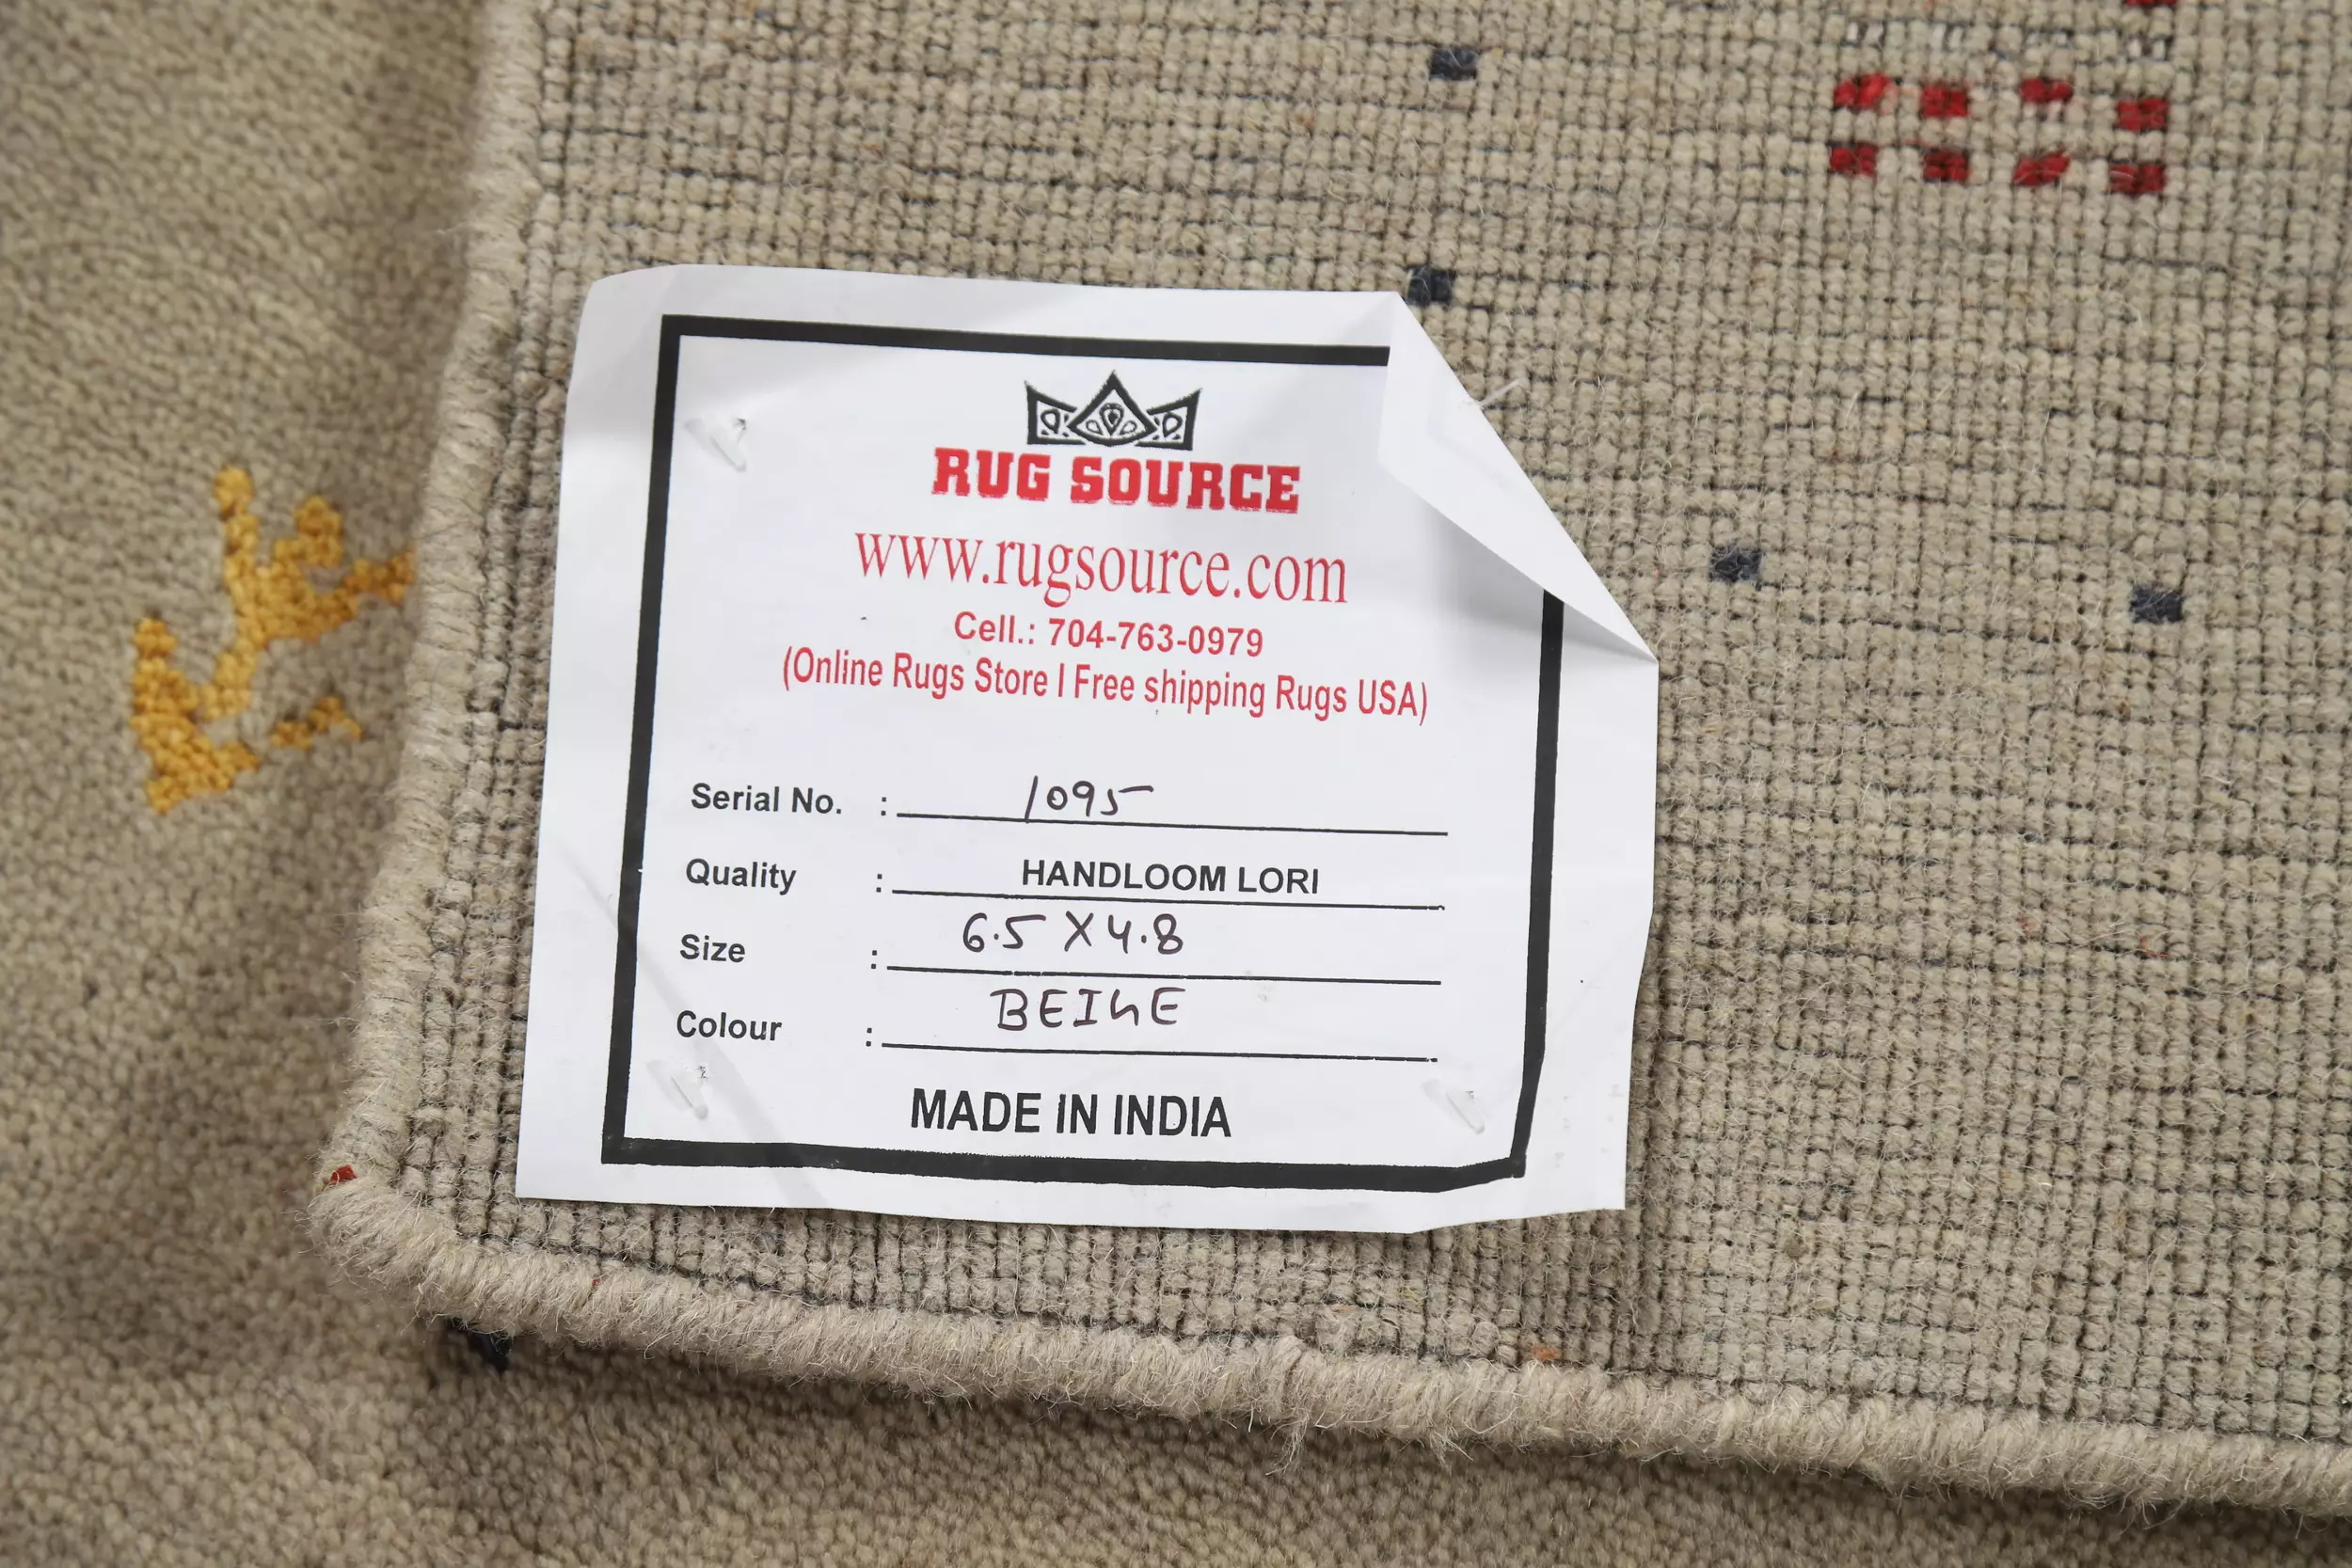 RUG SOURCE
www.rugsource.com
Cell.: 704-763-0979
(Online Rugs Store I Free shipping Rugs USA)
Serial No. : 1095
Quality : HANDLOOM LORI
Size : 6.5 X 4.8
Colour : BEIGE
MADE IN INDIA